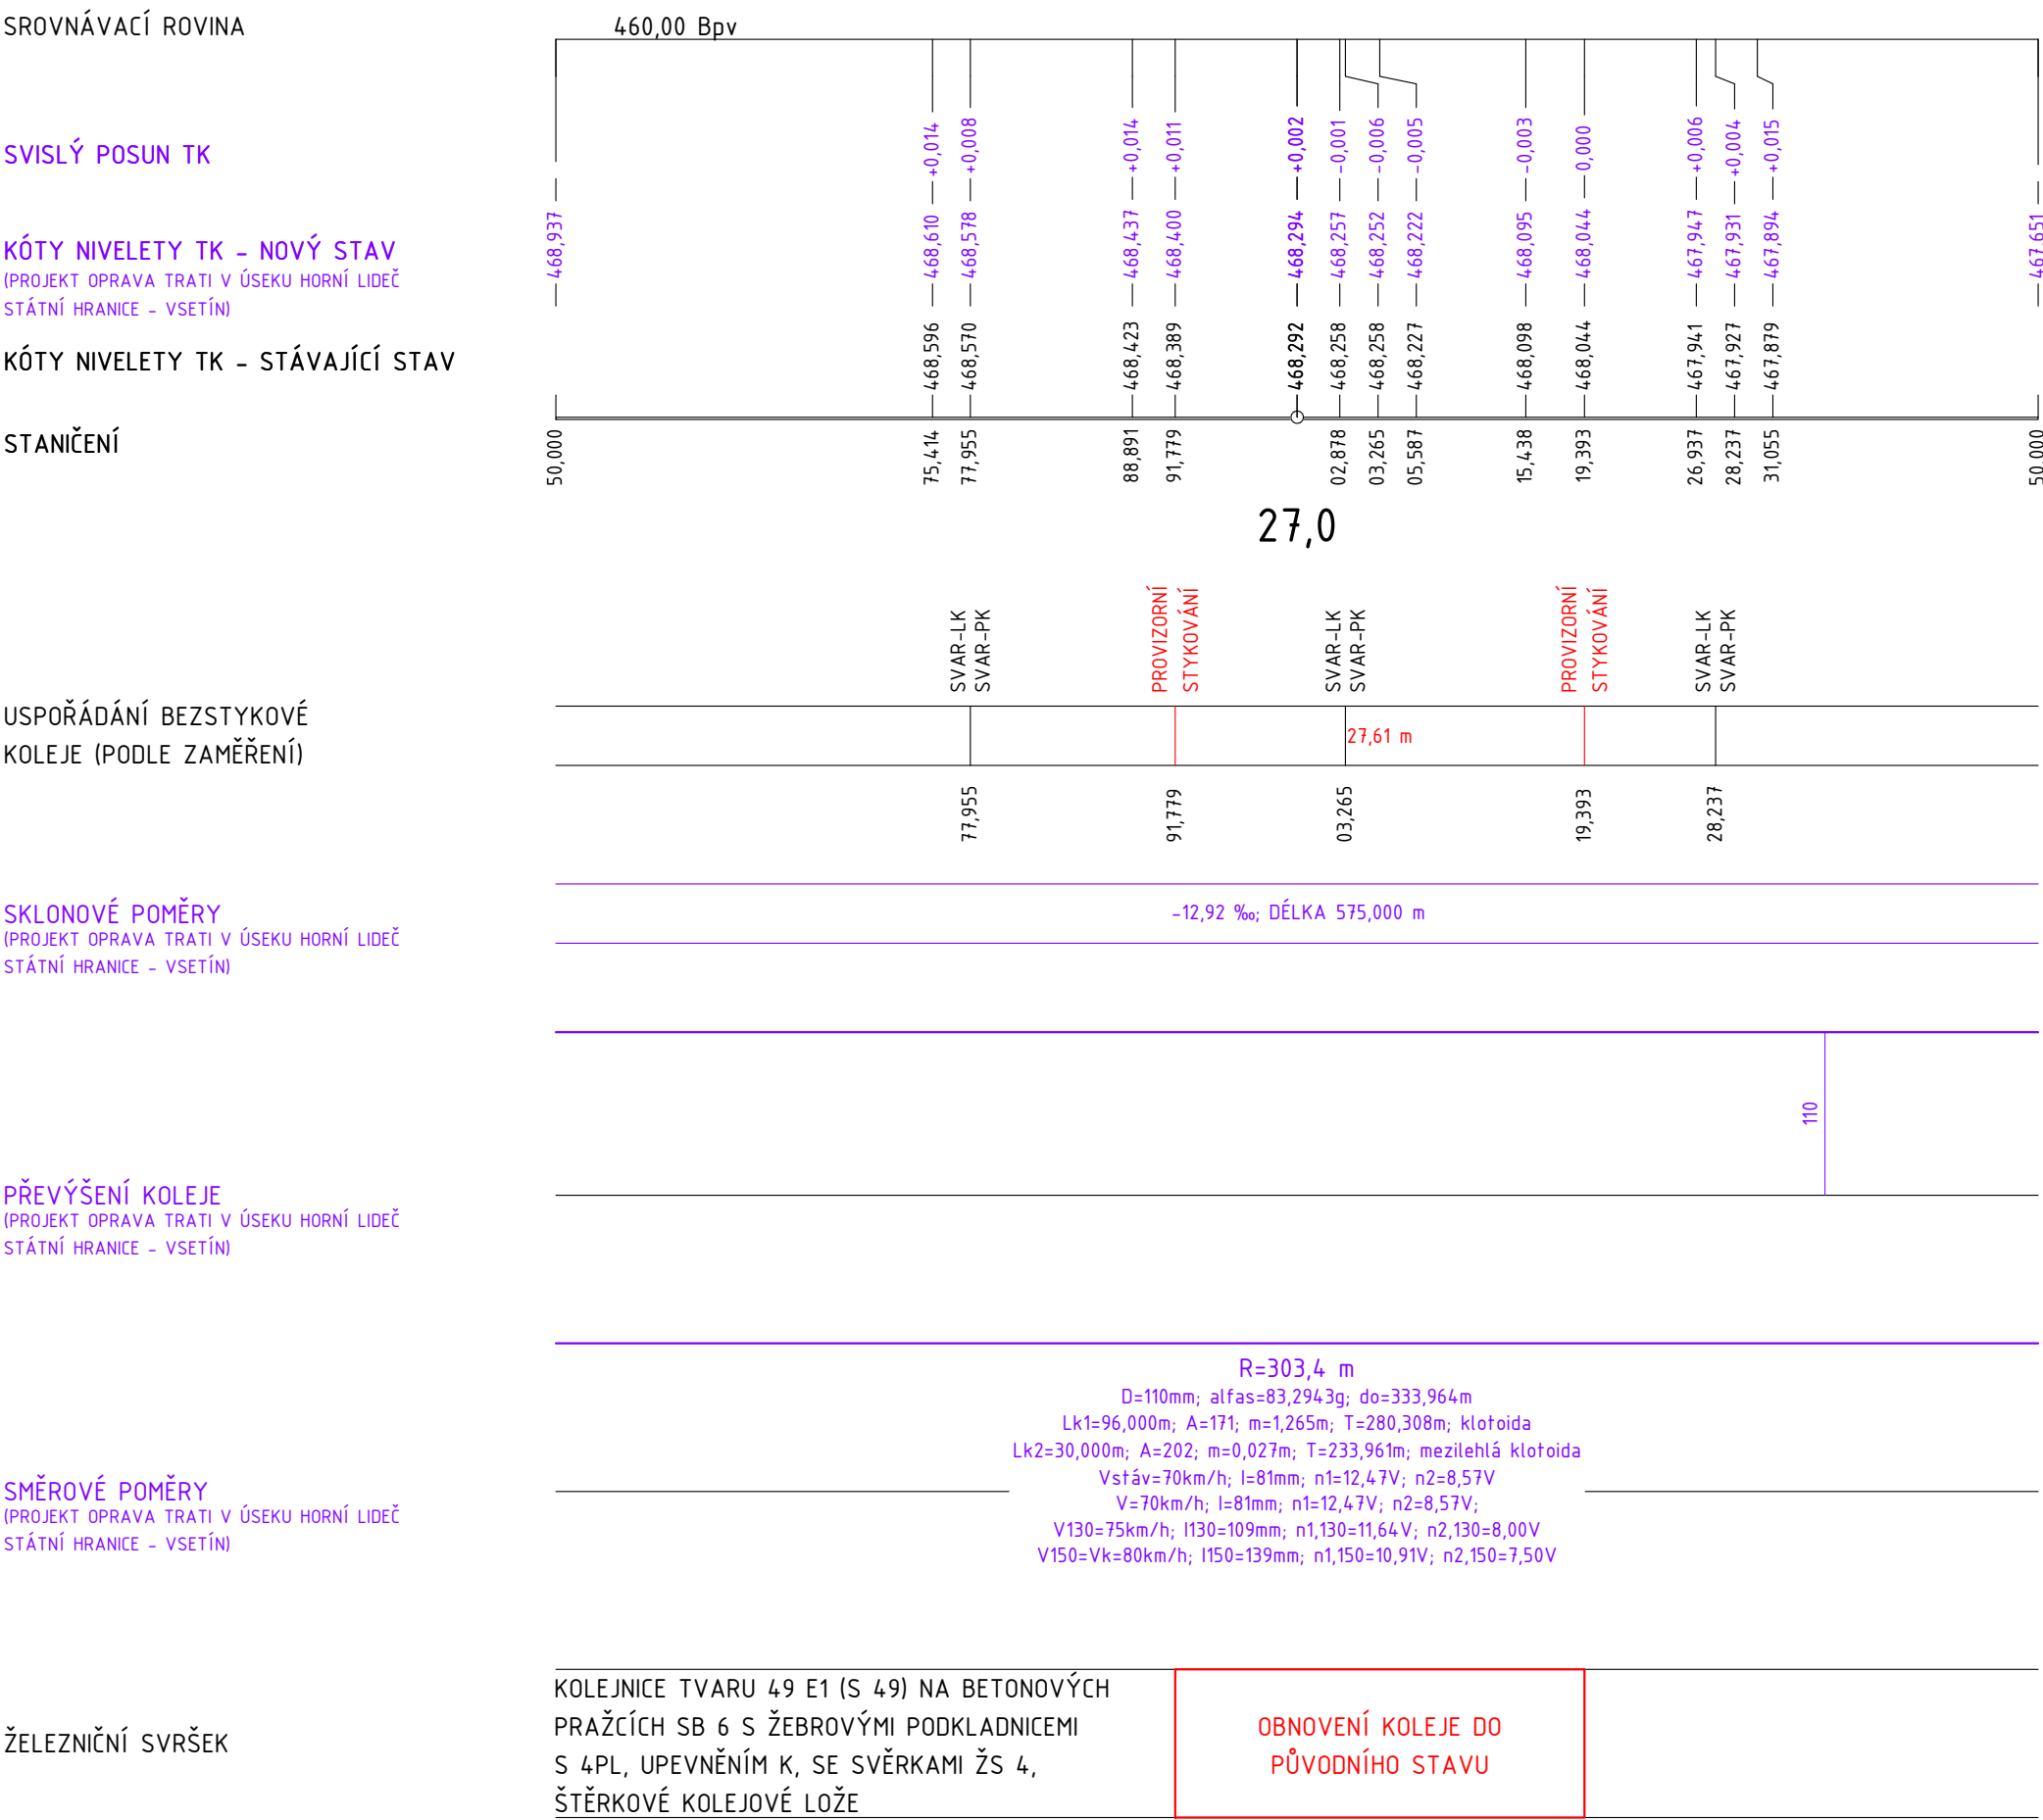 SROVNÁVACÍ ROVINA
460,00 Bpv
SVISLÝ POSUN TK
+0,014
+0,008
+0,014
+0,011
+0,002
-0,001
-0,006
-0,005
-0,003
0,000
+0,006
+0,004
+0,015
KÓTY NIVELETY TK - NOVÝ STAV
(PROJEKT OPRAVA TRATI V ÚSEKU HORNÍ LIDEČ
STÁTNÍ HRANICE - VSETÍN)
468,937
468,610
468,578
468,437
468,400
468,294
468,257
468,252
468,222
468,095
468,044
467,947
467,931
467,894
467,651
KÓTY NIVELETY TK - STÁVAJÍCÍ STAV
468,596
468,570
468,423
468,389
468,292
468,258
468,258
468,227
468,098
468,044
467,941
467,927
467,879
STANIČENÍ
50,000
75,414
77,955
88,891
91,779
02,878
03,265
05,587
15,438
19,393
26,937
28,237
31,055
50,000
27,0
SVAR-LK
SVAR-PK
PROVIZORNÍ
STYKOVÁNÍ
SVAR-LK
SVAR-PK
PROVIZORNÍ
STYKOVÁNÍ
SVAR-LK
SVAR-PK
USPOŘÁDÁNÍ BEZSTYKOVÉ
KOLEJE (PODLE ZAMĚŘENÍ)
27,61 m
77,955
91,779
03,265
19,393
28,237
SKLONOVÉ POMĚRY
(PROJEKT OPRAVA TRATI V ÚSEKU HORNÍ LIDEČ
STÁTNÍ HRANICE - VSETÍN)
-12,92 ‰; DÉLKA 575,000 m
110
PŘEVÝŠENÍ KOLEJE
(PROJEKT OPRAVA TRATI V ÚSEKU HORNÍ LIDEČ
STÁTNÍ HRANICE - VSETÍN)
R=303,4 m
D=110mm; alfas=83,2943g; do=333,964m
Lk1=96,000m; A=171; m=1,265m; T=280,308m; klotoida
Lk2=30,000m; A=202; m=0,027m; T=233,961m; mezilehlá klotoida
Vstáv=70km/h; I=81mm; n1=12,47V; n2=8,57V
V=70km/h; I=81mm; n1=12,47V; n2=8,57V;
V130=75km/h; I130=109mm; n1,130=11,64V; n2,130=8,00V
V150=Vk=80km/h; I150=139mm; n1,150=10,91V; n2,150=7,50V
SMĚROVÉ POMĚRY
(PROJEKT OPRAVA TRATI V ÚSEKU HORNÍ LIDEČ
STÁTNÍ HRANICE - VSETÍN)
ŽELEZNIČNÍ SVRŠEK
KOLEJNICE TVARU 49 E1 (S 49) NA BETONOVÝCH
PRAŽCÍCH SB 6 S ŽEBROVÝMI PODKLADNICEMI
S 4PL, UPEVNĚNÍM K, SE SVĚRKAMI ŽS 4,
ŠTĚRKOVÉ KOLEJOVÉ LOŽE
OBNOVENÍ KOLEJE DO
PŮVODNÍHO STAVU